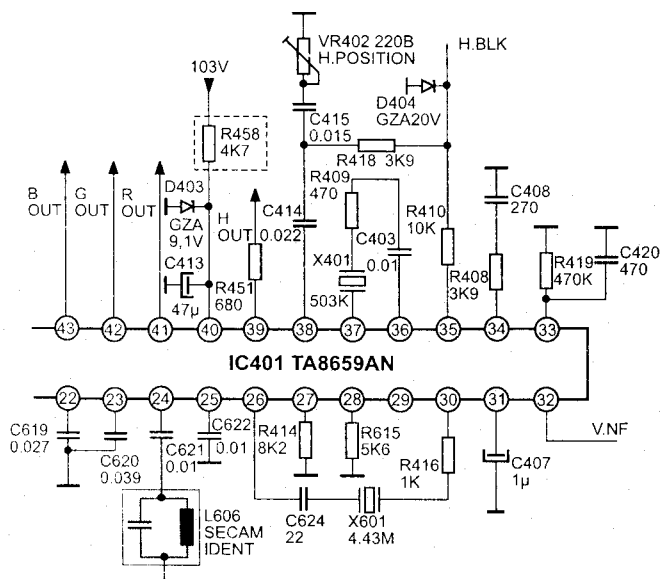 VR402 220B
H.POSITION
H.BLK
103V
D404
GZA20V
C415
0.015
R458
4K7
R418 3K9
B
OUT
G
OUT
R
OUT
D403
GZA
9,1V
H
OUT
C414
0.022
R409
470
C403
0.01
R410
10K
C408
270
C413
47µ
R451
680
X401
503K
R408
3K9
R419
470K
C420
470
43 42 41 40 39 38 37 36 35 34 33
IC401 TA8659AN
22 23 24 25 26 27 28 29 30 31 32
C619
0.027
C620
0.039
C621
0.01
C622
0.01
R414
8K2
R615
5K6
R416
1K
C407
1µ
V.NF
L606
SECAM
IDENT
C624
22
X601
4.43M